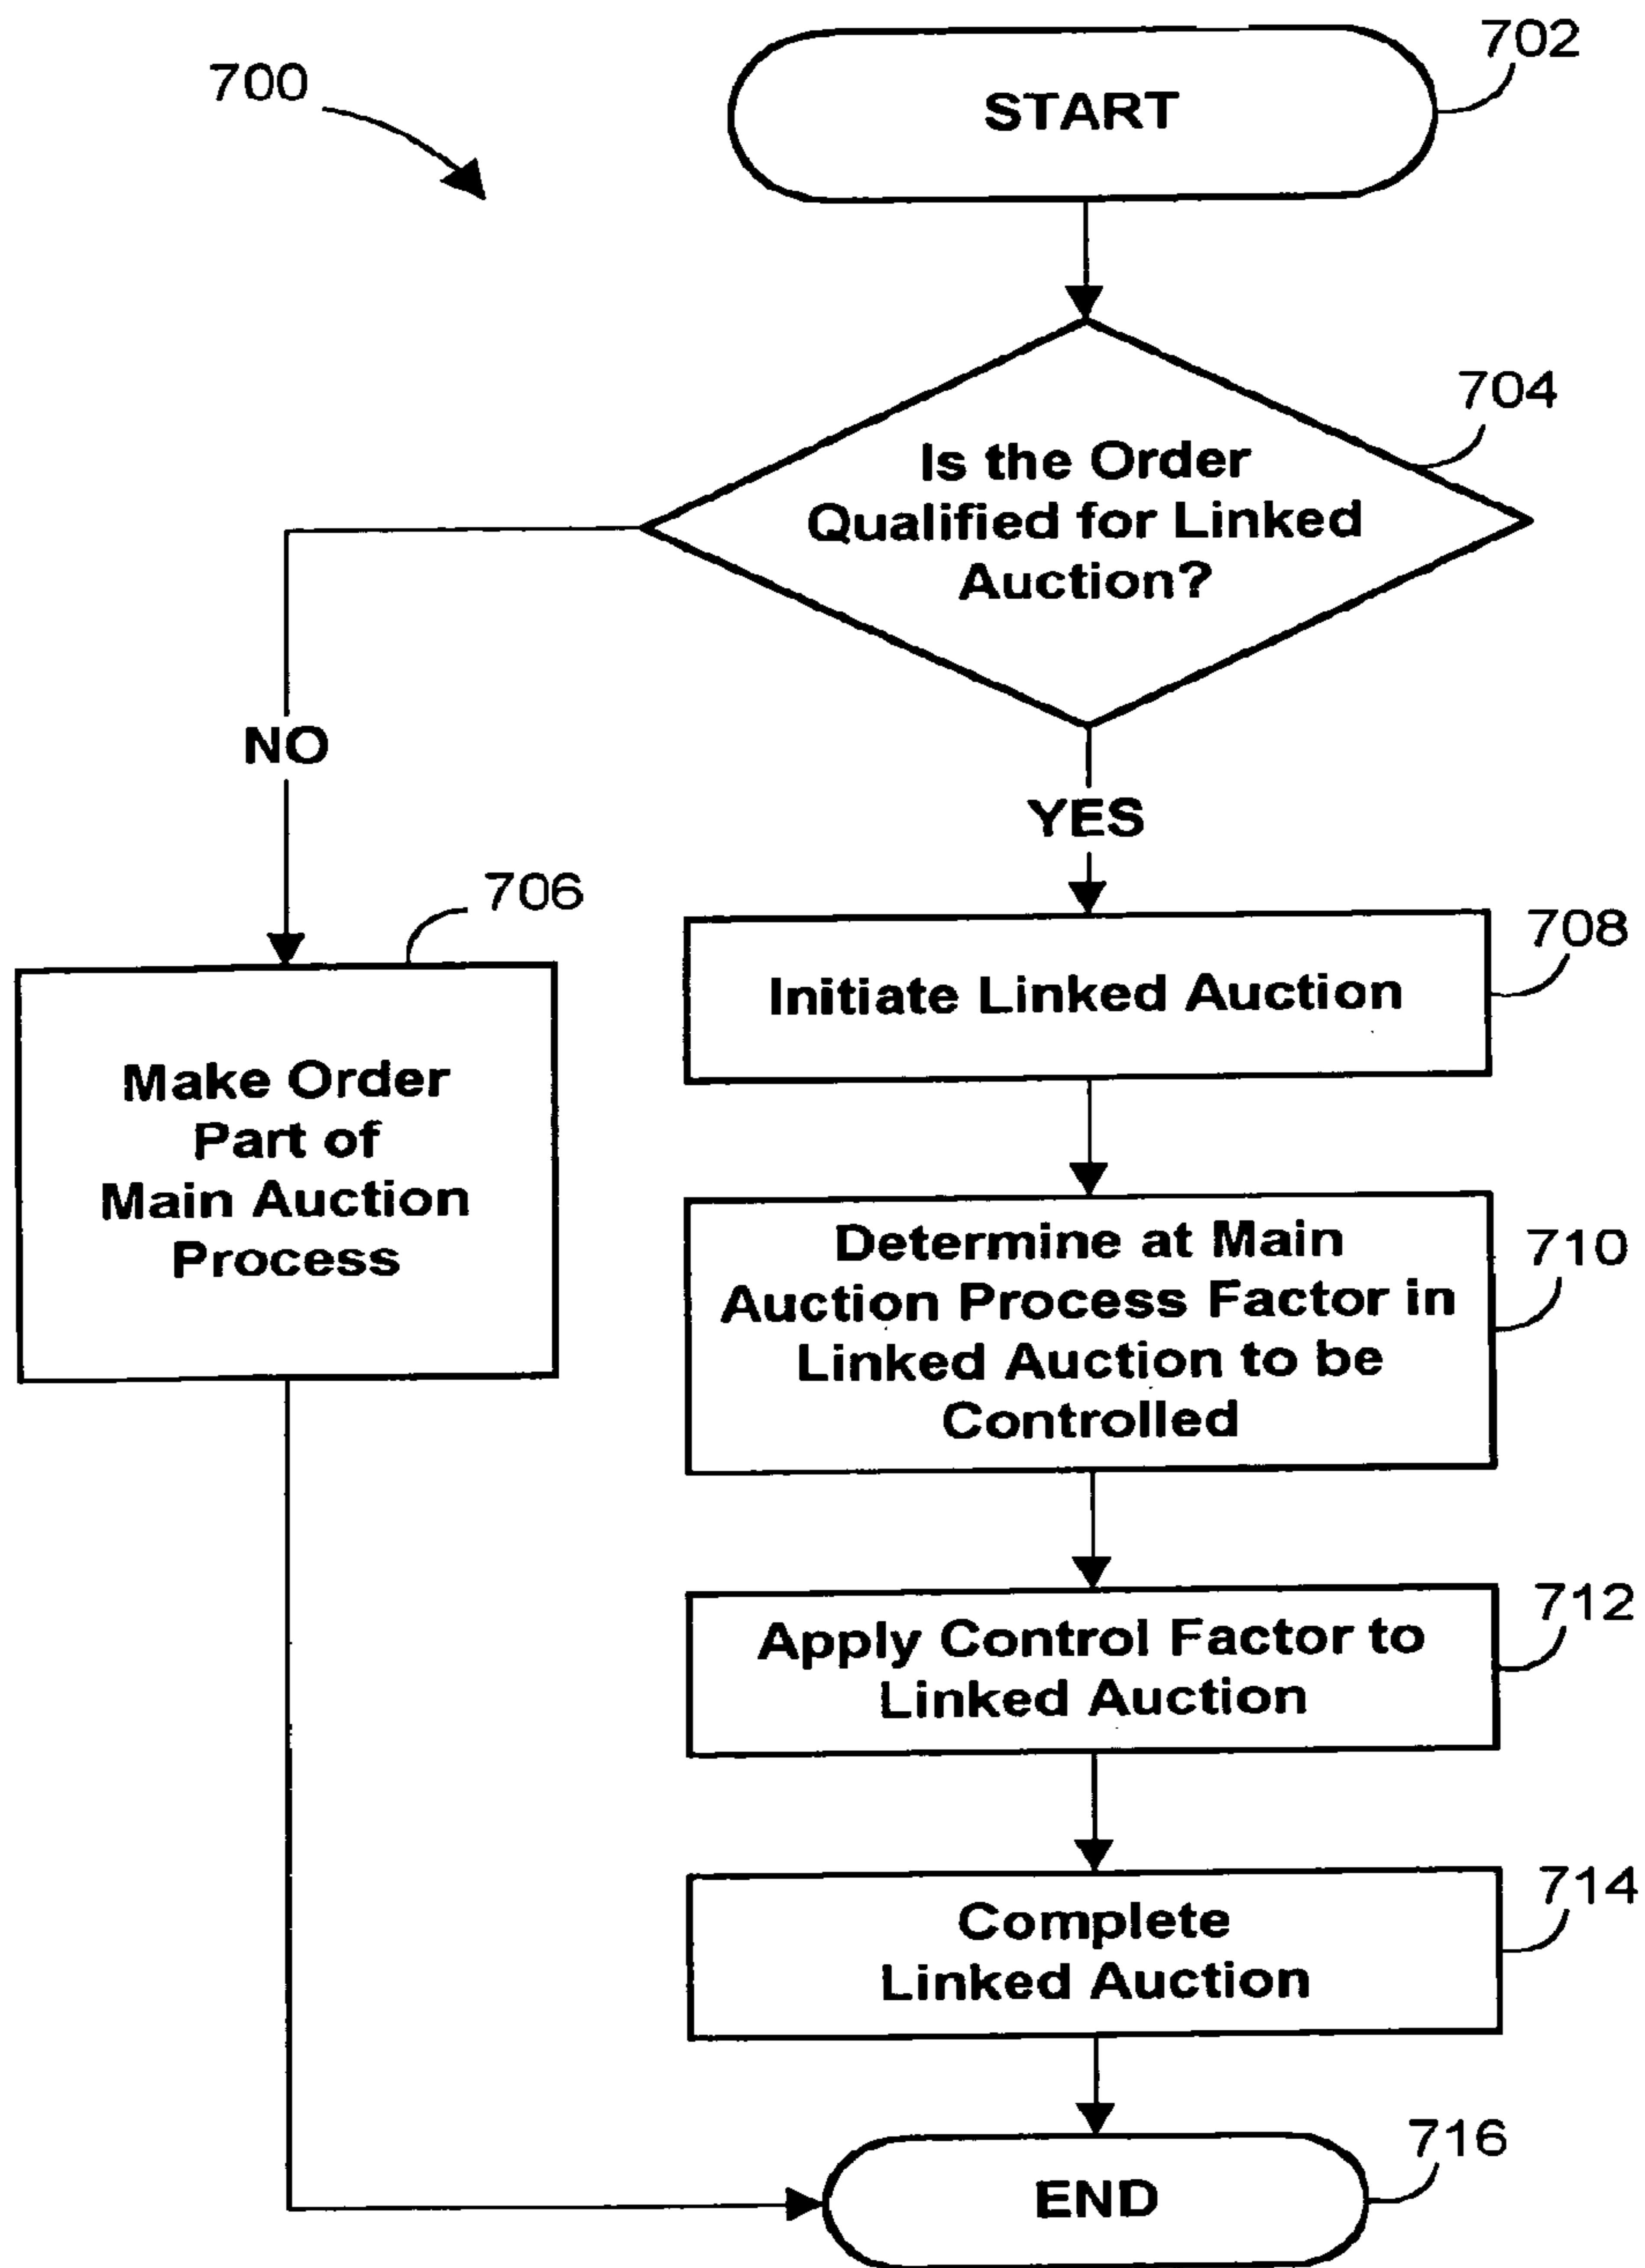 700
702
START
704
Is the Order
Qualified for Linked
Auction?
NO
YES
706
Make Order
Part of
Main Auction
Process
708
Initiate Linked Auction
710
Determine at Main
Auction Process Factor in
Linked Auction to be
Controlled
712
Apply Control Factor to
Linked Auction
714
Complete
Linked Auction
716
END